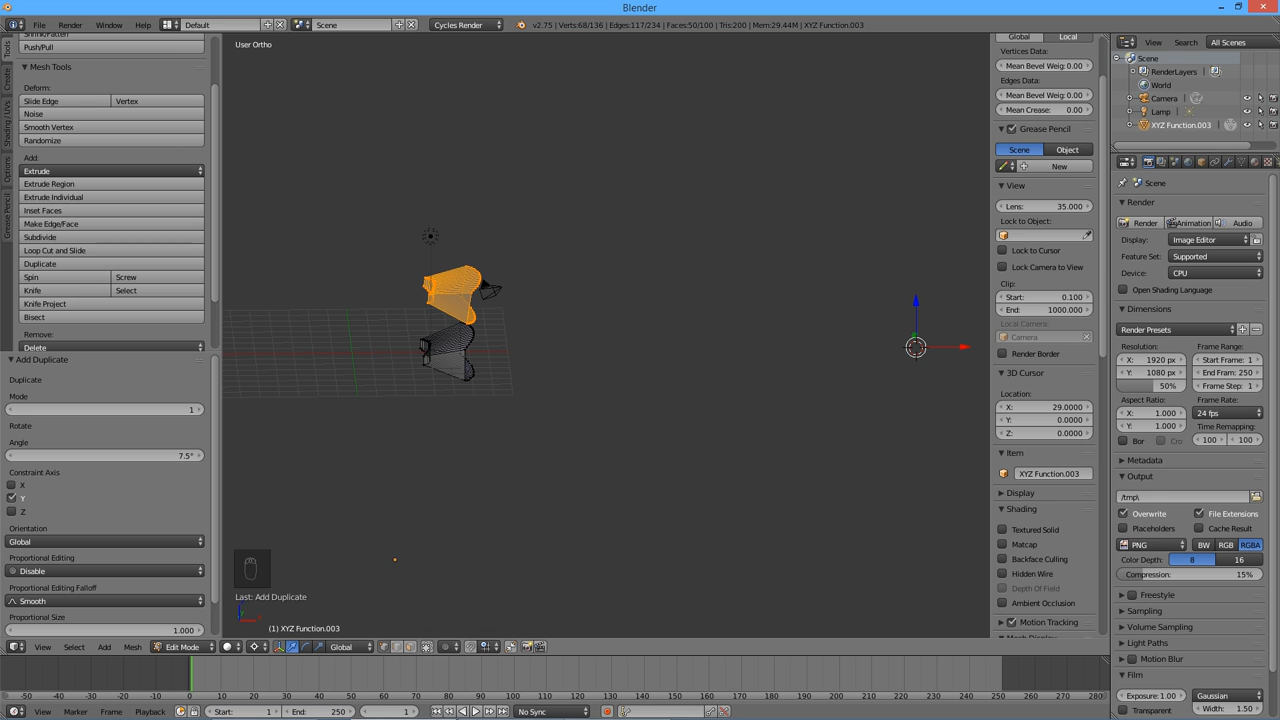 Blender
File Render Window Help Default Scene Cycles Render v2.75 | Verts:68/136 | Edges:117/234 | Faces:50/100 | Tris:200 | Mem:29.44M | XYZ Function.003
Tools
Create
Shading / UVs
Options
Grease Pencil
Shrink/Fatten
Push/Pull
Mesh Tools
Deform:
Slide Edge Vertex
Noise
Smooth Vertex
Randomize
Add:
Extrude
Extrude Region
Extrude Individual
Inset Faces
Make Edge/Face
Subdivide
Loop Cut and Slide
Duplicate
Spin Screw
Knife Select
Knife Project
Bisect
Remove:
Delete
Add Duplicate
Duplicate
Mode
1
Rotate
Angle
7.5°
Constraint Axis
X
Y
Z
Orientation
Global
Proportional Editing
Disable
Proportional Editing Falloff
Smooth
Proportional Size
1.000
User Ortho
Last: Add Duplicate
(1) XYZ Function.003
Global Local
Vertices Data:
Mean Bevel Weig: 0.00
Edges Data:
Mean Bevel Weig: 0.00
Mean Crease: 0.00
Grease Pencil
Scene Object
New
View
Lens: 35.000
Lock to Object:
Lock to Cursor
Lock Camera to View
Clip:
Start: 0.100
End: 1000.000
Local Camera:
Camera
Render Border
3D Cursor
Location:
X: 29.0000
Y: 0.0000
Z: 0.0000
Item
XYZ Function.003
Display
Shading
Textured Solid
Matcap
Backface Culling
Hidden Wire
Depth Of Field
Ambient Occlusion
Motion Tracking
View Search All Scenes
Scene
RenderLayers
World
Camera
Lamp
XYZ Function.003
Scene
Render
Render Animation Audio
Display: Image Editor
Feature Set: Supported
Device: CPU
Open Shading Language
Dimensions
Render Presets
Resolution: Frame Range:
X: 1920 px Start Frame: 1
Y: 1080 px End Fram: 250
50% Frame Step: 1
Aspect Ratio: Frame Rate:
X: 1.000 24 fps
Y: 1.000 Time Remapping:
Bor Cro 100 100
Metadata
Output
/tmp\
Overwrite File Extensions
Placeholders Cache Result
PNG BW RGB RGBA
Color Depth: 8 16
Compression: 15%
Freestyle
Sampling
Volume Sampling
Light Paths
Motion Blur
Film
Exposure: 1.00 Gaussian
Transparent Width: 1.50
View Select Add Mesh Edit Mode Global
-50 -40 -30 -20 -10 0 10 20 30 40 50 60 70 80 90 100 110 120 130 140 150 160 170 180 190 200 210 220 230 240 250 260 270 280
View Marker Frame Playback Start: 1 End: 250 1 No Sync